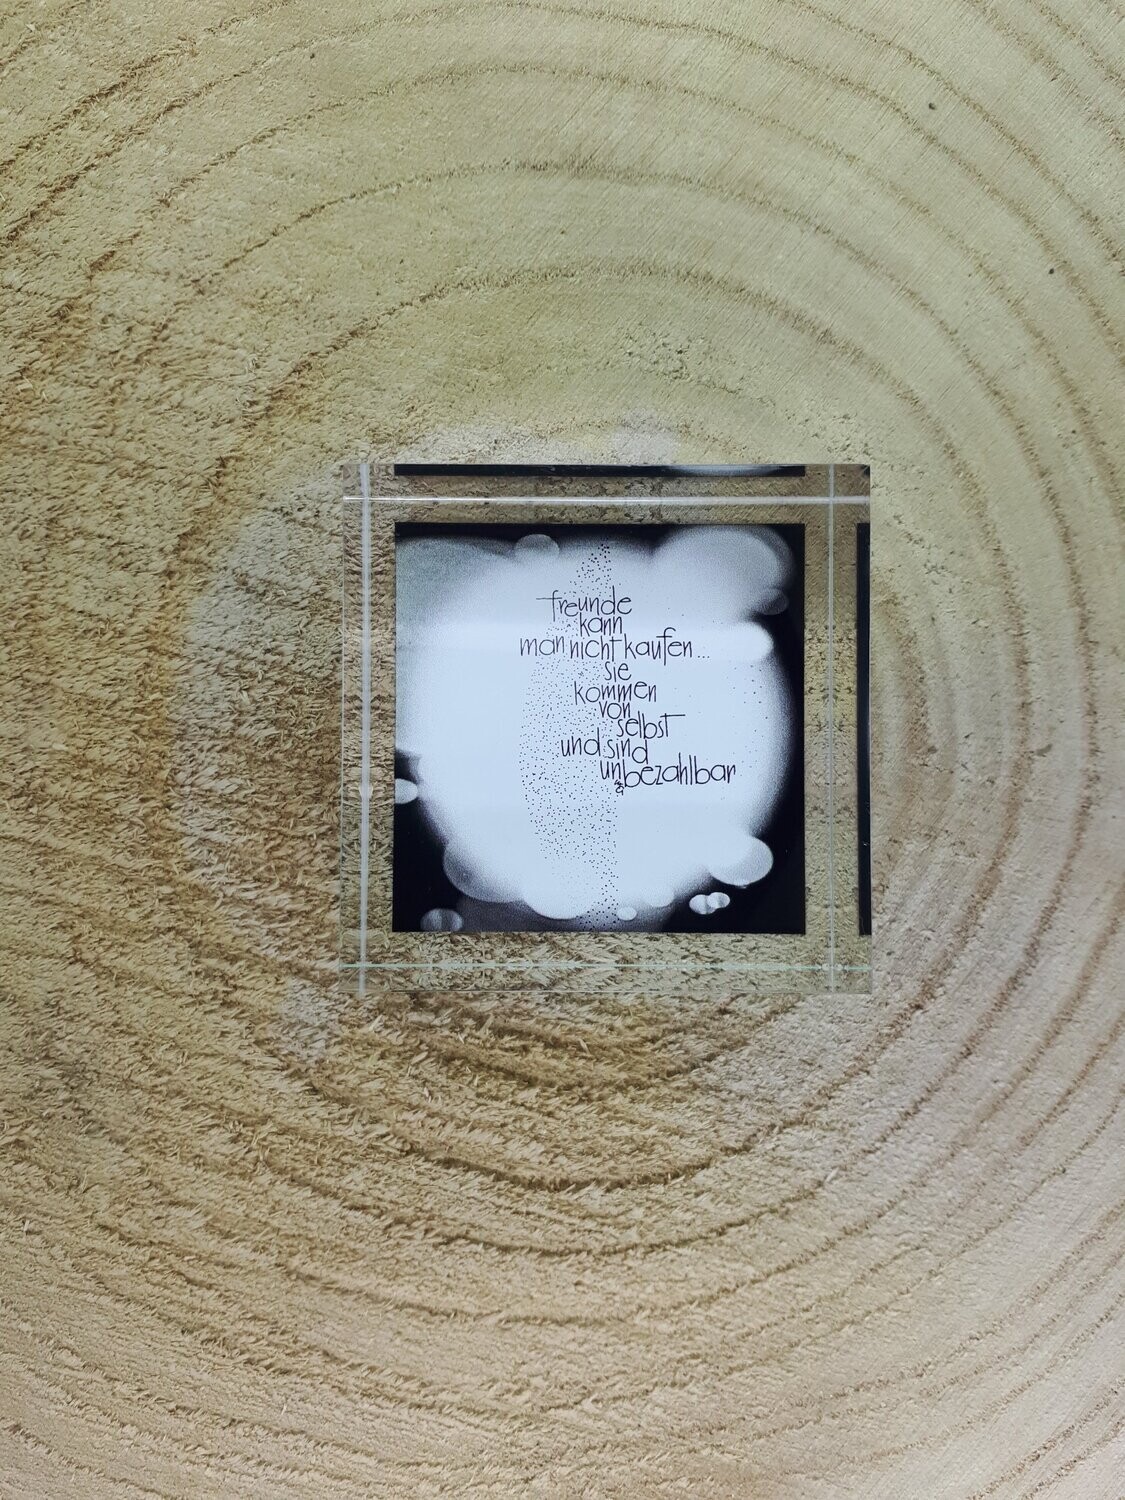 freunde
kann
man nicht kaufen...
sie
kommen
von
selbst
und sind
unbezahlbar